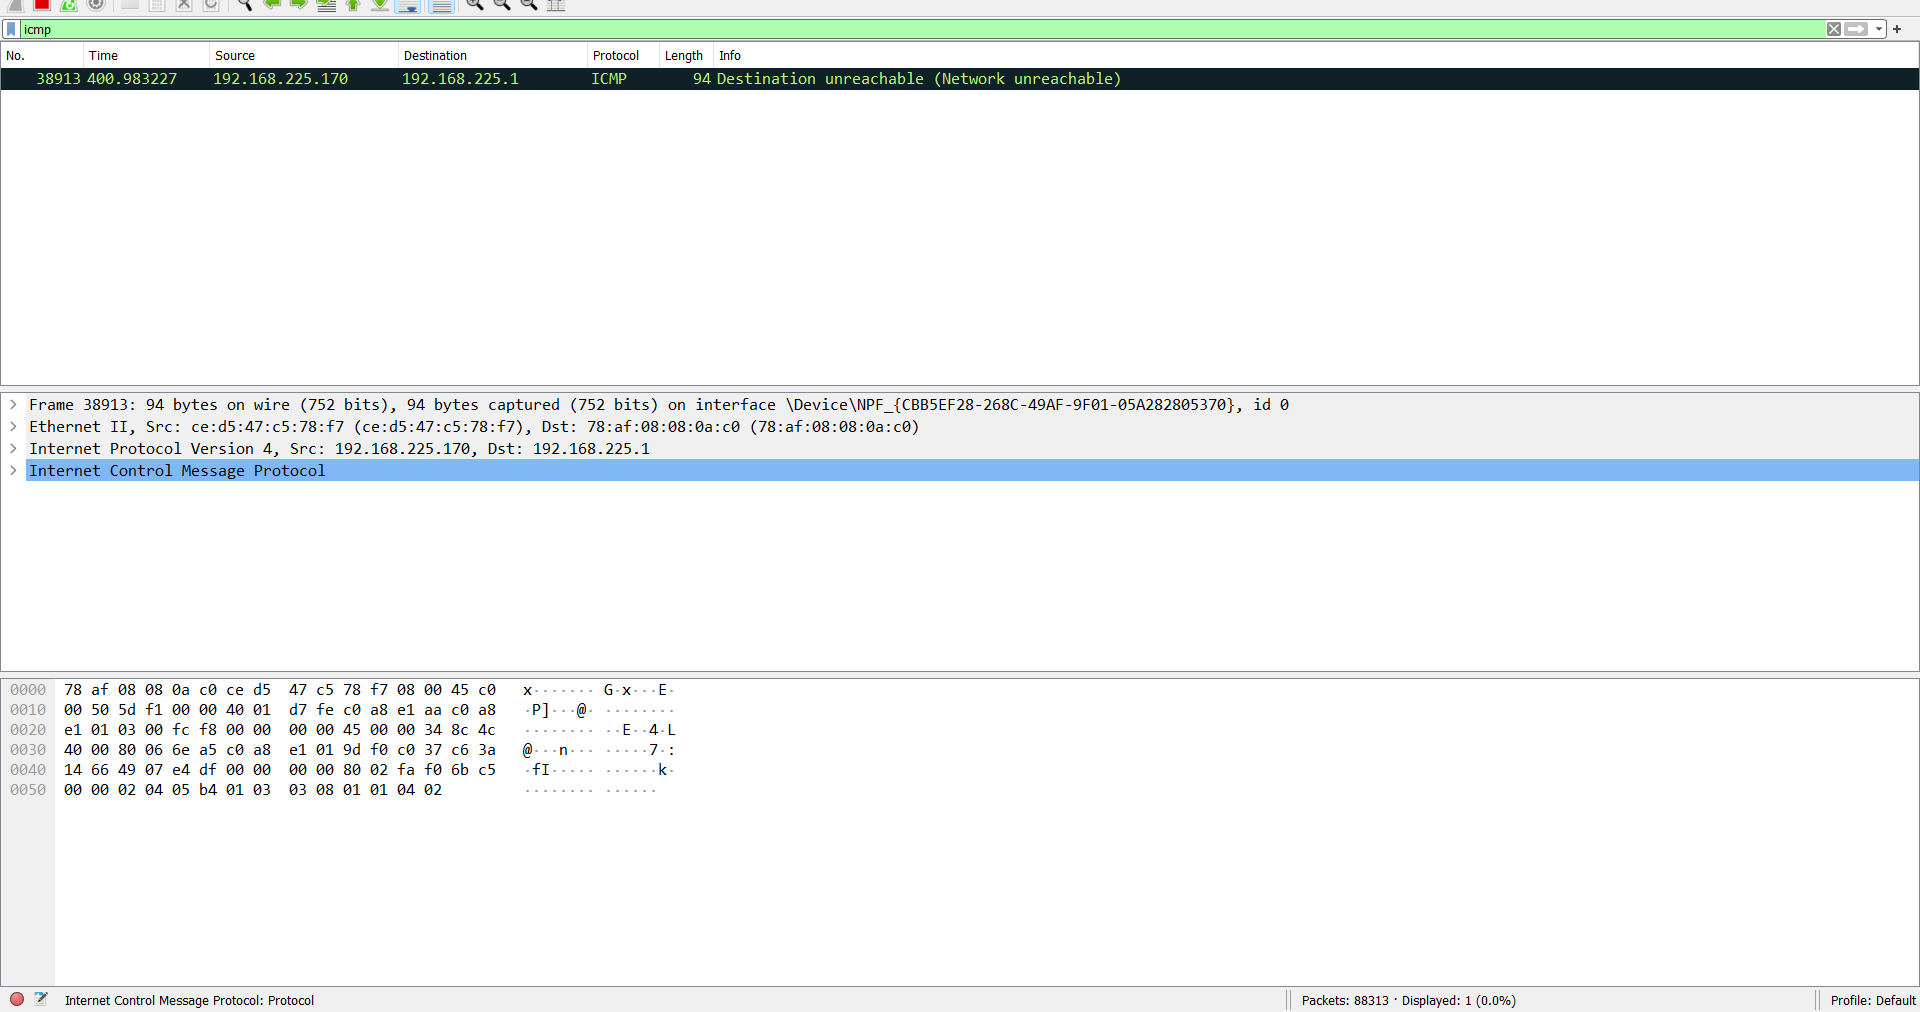 icmp
No. Time Source Destination Protocol Length Info
38913 400.983227 192.168.225.170 192.168.225.1 ICMP 94 Destination unreachable (Network unreachable)
Frame 38913: 94 bytes on wire (752 bits), 94 bytes captured (752 bits) on interface \Device\NPF_{CBB5EF28-268C-49AF-9F01-05A282805370}, id 0
Ethernet II, Src: ce:d5:47:c5:78:f7 (ce:d5:47:c5:78:f7), Dst: 78:af:08:08:0a:c0 (78:af:08:08:0a:c0)
Internet Protocol Version 4, Src: 192.168.225.170, Dst: 192.168.225.1
Internet Control Message Protocol
0000 78 af 08 08 0a c0 ce d5 47 c5 78 f7 08 00 45 c0 x······· G·x···E·
0010 00 50 5d f1 00 00 40 01 d7 fe c0 a8 e1 aa c0 a8 ·P]···@· ········
0020 e1 01 03 00 fc f8 00 00 00 00 45 00 00 34 8c 4c ········ ··E··4·L
0030 40 00 80 06 6e a5 c0 a8 e1 01 9d f0 c0 37 c6 3a @···n··· ·····7·:
0040 14 66 49 07 e4 df 00 00 00 00 80 02 fa f0 6b c5 ·fI····· ······k·
0050 00 00 02 04 05 b4 01 03 03 08 01 01 04 02 ········ ······
Internet Control Message Protocol: Protocol
Packets: 88313 · Displayed: 1 (0.0%)
Profile: Default